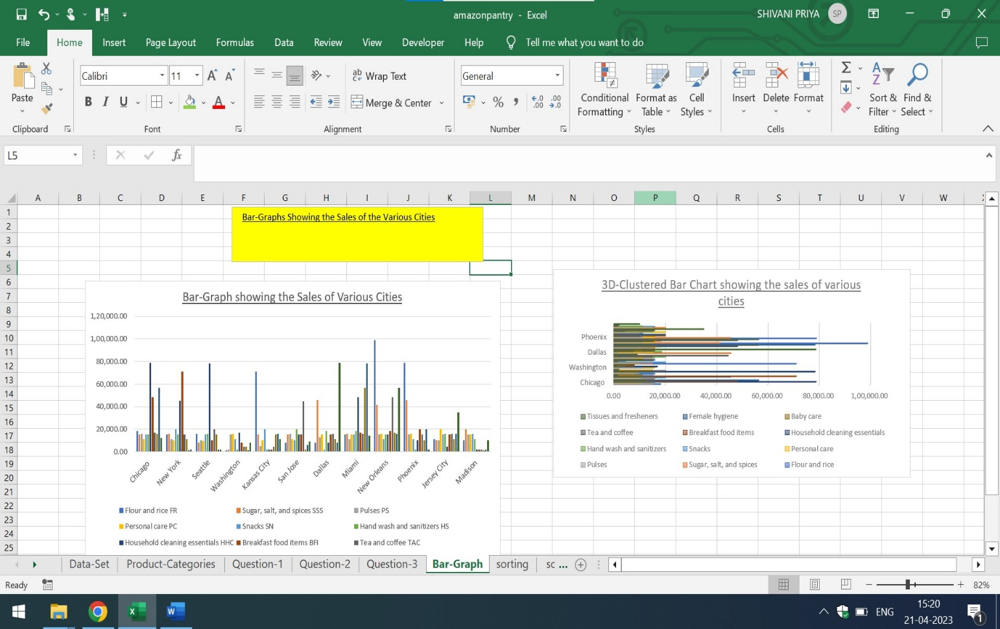 amazonpantry - Excel
SHIVANI PRIYA SP
File Home Insert Page Layout Formulas Data Review View Developer Help Tell me what you want to do
Calibri 11
ab Wrap Text
General
Paste
B I U A
Merge & Center
% ,
Conditional Formatting
Format as Table
Cell Styles
Insert Delete Format
Sort & Filter
Find & Select
Clipboard Font Alignment Number Styles Cells Editing
L5 fx
A B C D E F G H I J K L M N O P Q R S T U V W
1
2
3
4
5
6
7
8
9
10
11
12
13
14
15
16
17
18
19
20
21
22
23
24
25
Bar-Graphs Showing the Sales of the Various Cities
Bar-Graph showing the Sales of Various Cities
1,20,000.00
1,00,000.00
80,000.00
60,000.00
40,000.00
20,000.00
0.00
Chicago New York Seattle Washington Kansas City San Jose Dallas Miami New Orleans Phoenix Jersey City Madison
Flour and rice FR Sugar, salt, and spices SSS Pulses PS
Personal care PC Snacks SN Hand wash and sanitizers HS
Household cleaning essentials HHC Breakfast food items BFI Tea and coffee TAC
3D-Clustered Bar Chart showing the sales of various
cities
Phoenix
Dallas
Washington
Chicago
0.00 20,000.00 40,000.00 60,000.00 80,000.00 1,00,000.00
Tissues and fresheners Female hygiene Baby care
Tea and coffee Breakfast food items Household cleaning essentials
Hand wash and sanitizers Snacks Personal care
Pulses Sugar, salt, and spices Flour and rice
Data-Set Product-Categories Question-1 Question-2 Question-3 Bar-Graph sorting sc ...
Ready 82%
ENG
15:20
21-04-2023
1